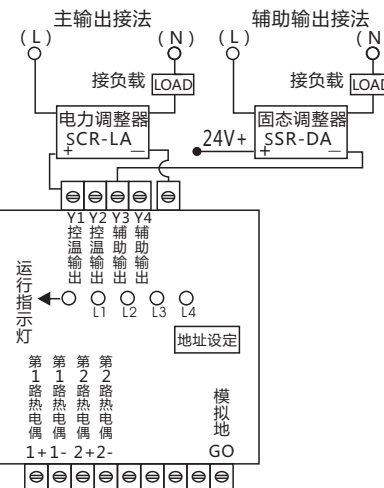 主输出接法 辅助输出接法
(L) (N) (L) (N
接负载 LOAD 接负载 LOAD
电力调整器 固态调整器
SCR-LA 24V+ SSR-DA
+ — + —
Y1 Y2 Y3 Y4
控温输出 控温输出 辅助输出 辅助输出
运行指示灯
L1 L2 L3 L4
地址设定
第1路热电偶 第1路热电偶 第2路热电偶 第2路热电偶 模拟地
1+ 1- 2+ 2- GO